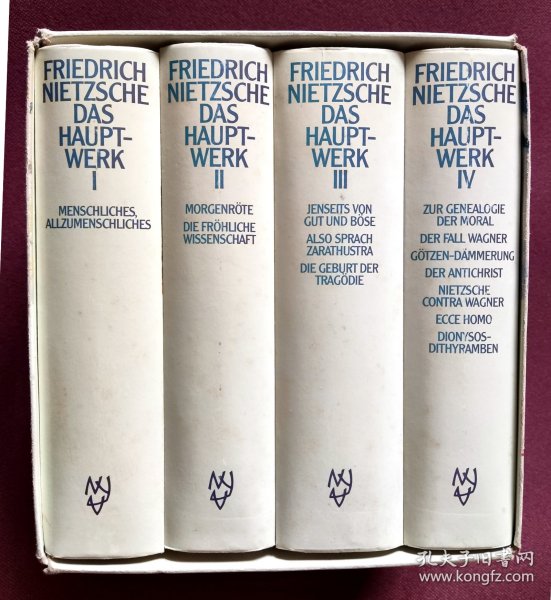 FRIEDRICH
NIETZSCHE
DAS
HAUPT-
WERK
I
MENSCHLICHES,
ALLZUMENSCHLICHES
FRIEDRICH
NIETZSCHE
DAS
HAUPT-
WERK
II
MORGENRÖTE
DIE FRÖHLICHE
WISSENSCHAFT
FRIEDRICH
NIETZSCHE
DAS
HAUPT-
WERK
III
JENSEITS VON
GUT UND BÖSE
ALSO SPRACH
ZARATHUSTRA
DIE GEBURT DER
TRAGÖDIE
FRIEDRICH
NIETZSCHE
DAS
HAUPT-
WERK
IV
ZUR GENEALOGIE
DER MORAL
DER FALL WAGNER
GÖTZEN-DÄMMERUNG
DER ANTICHRIST
NIETZSCHE
CONTRA WAGNER
ECCE HOMO
DIONYSOS-
DITHYRAMBEN
孔夫子旧书网
www.kongfz.com